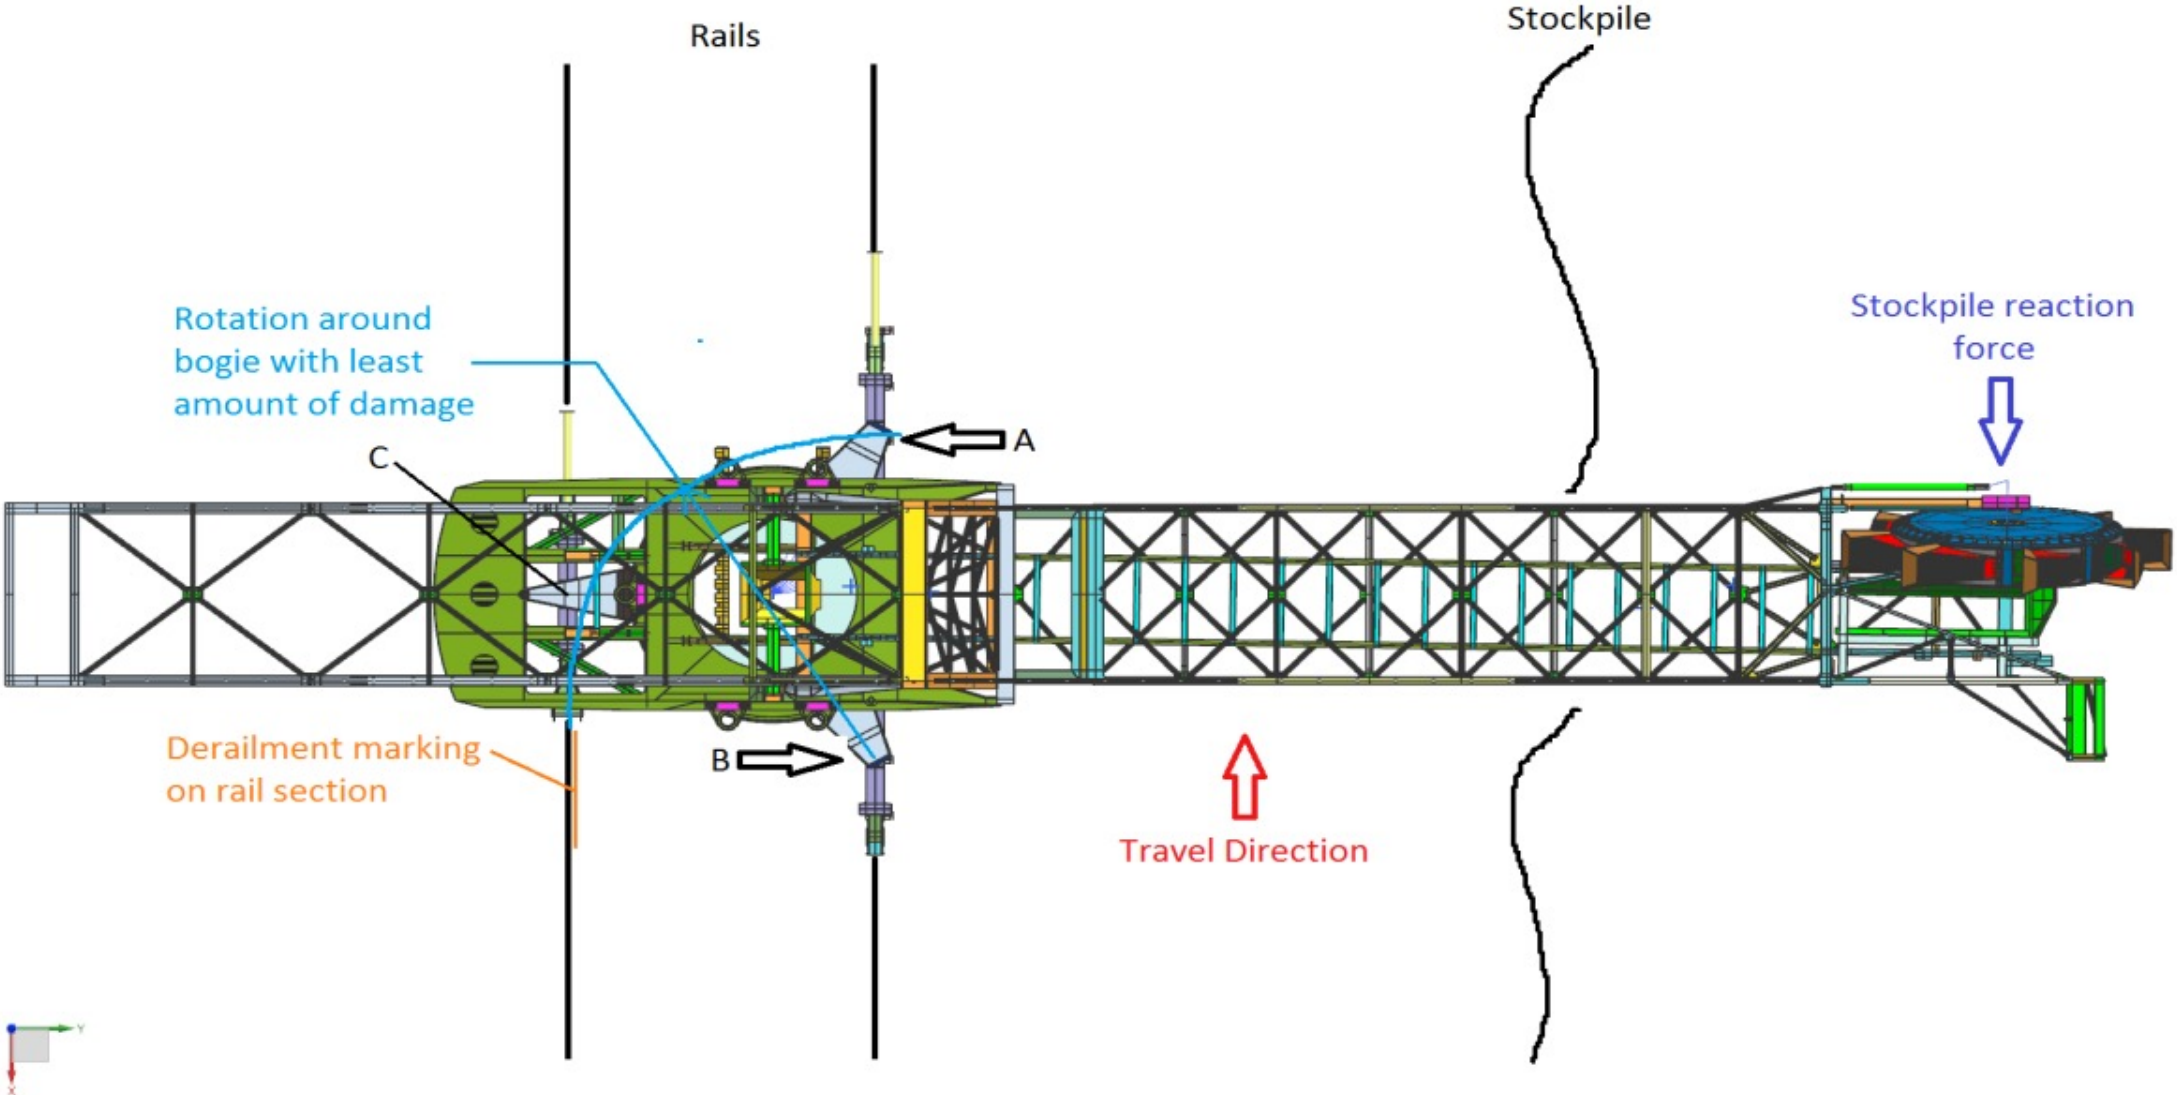 Stockpile
Rails
Rotation around
bogie with least
amount of damage
Stockpile reaction
force
A
C
B
Derailment marking
on rail section
Travel Direction
Y
X